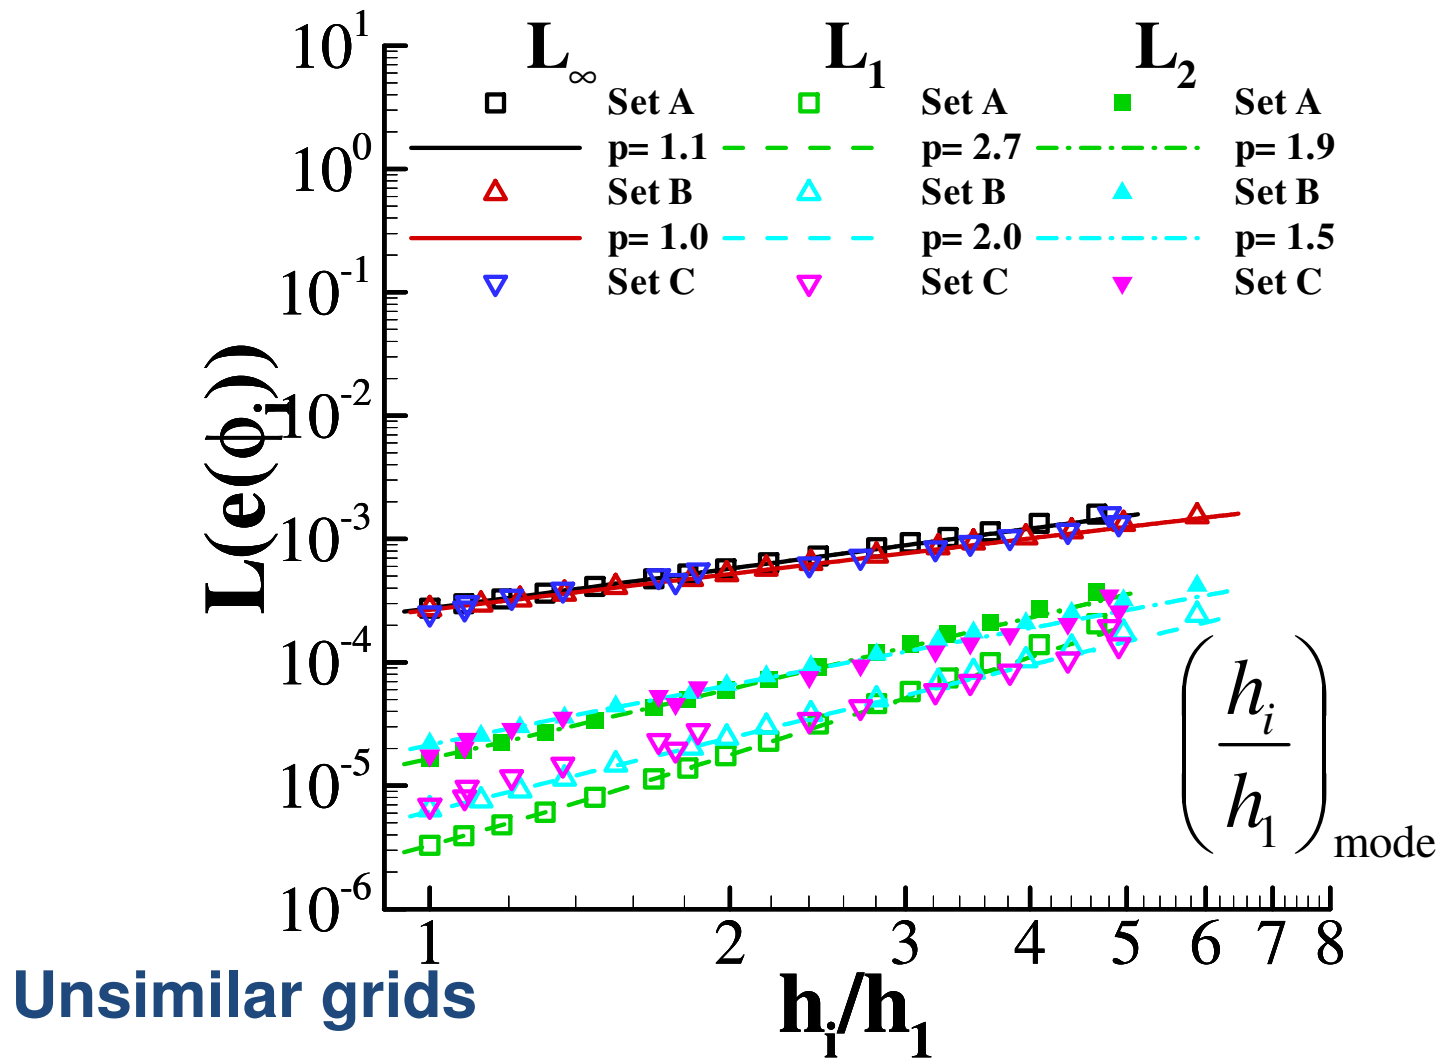 L∞ L1 L2
Set A Set A Set A
p= 1.1 p= 2.7 p= 1.9
Set B Set B Set B
p= 1.0 p= 2.0 p= 1.5
Set C Set C Set C
10^1
10^0
10^-1
10^-2
10^-3
10^-4
10^-5
10^-6
L(e(ϕi))
(hi/h1)mode
1 2 3 4 5 6 7 8
hi/h1
Unsimilar grids